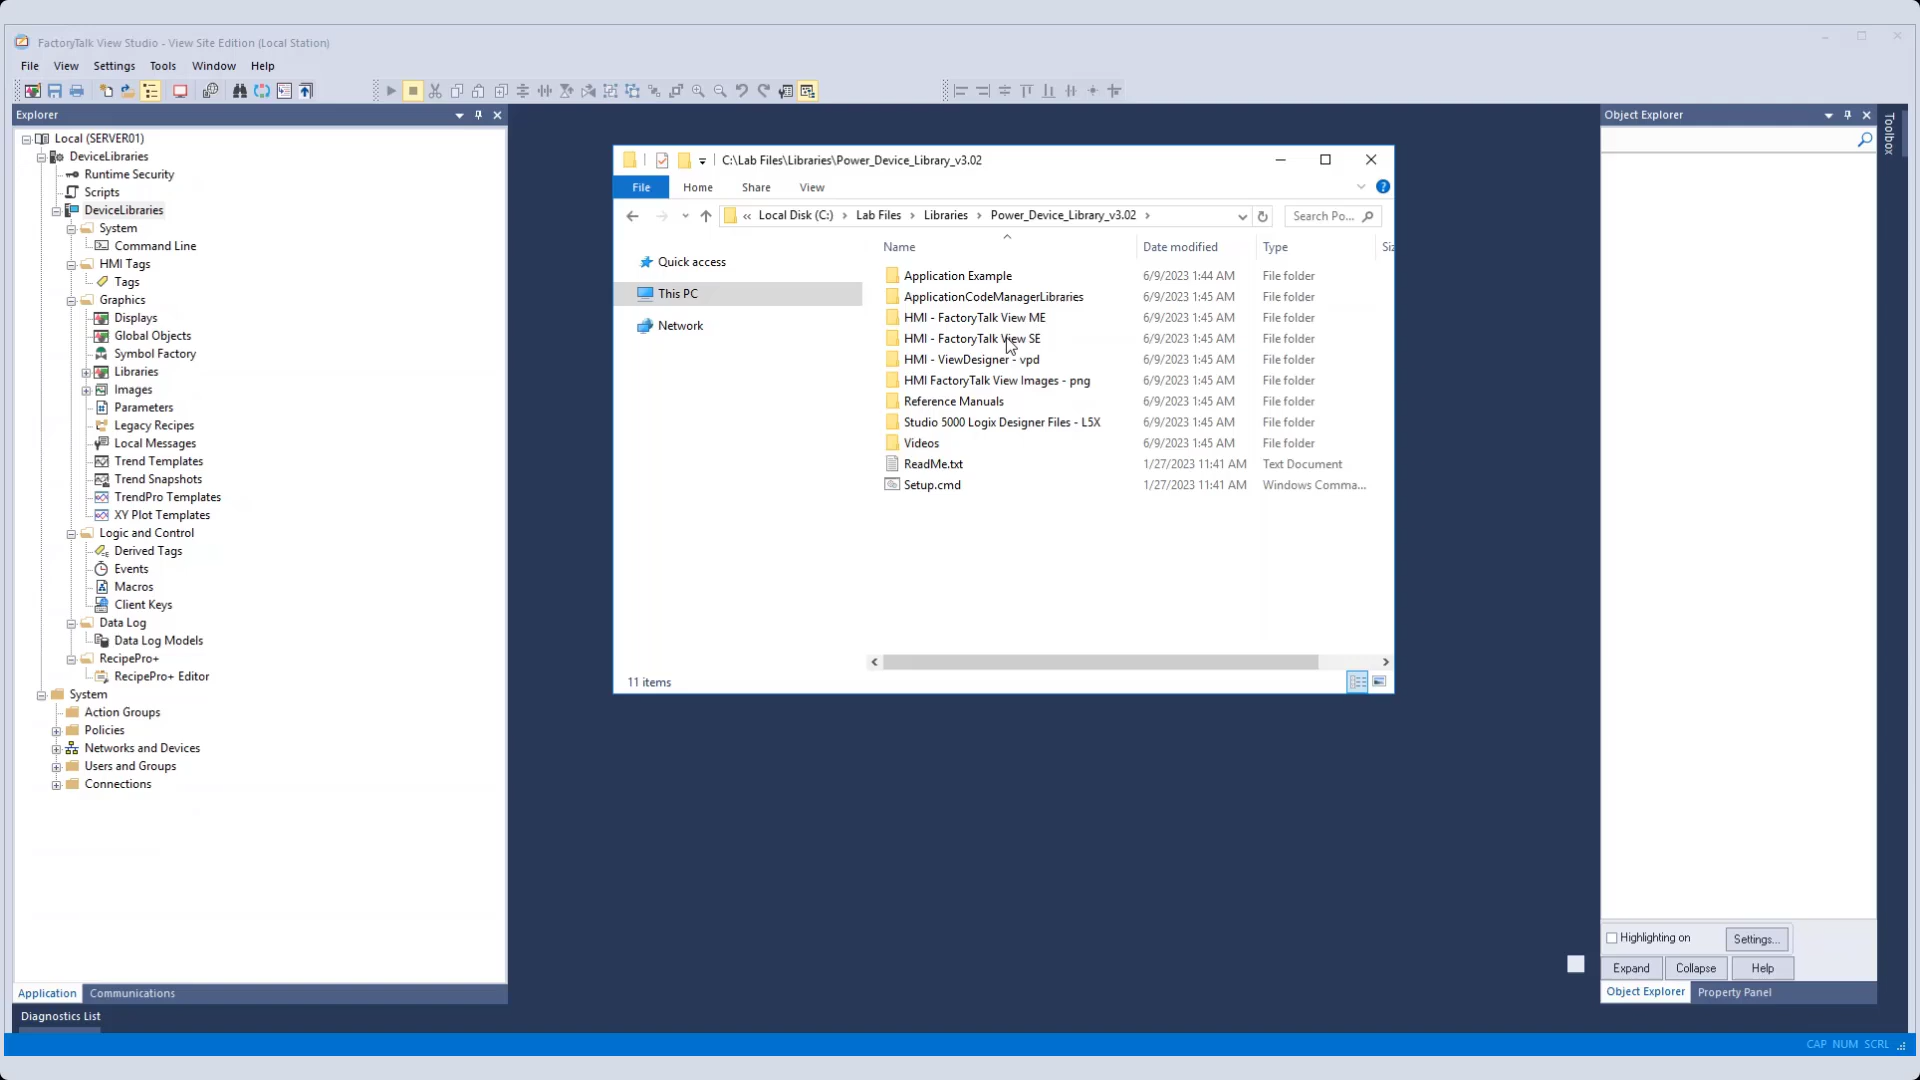 FactoryTalk View Studio - View Site Edition (Local Station)
File View Settings Tools Window Help
Explorer
Local (SERVER01)
DeviceLibraries
Runtime Security
Scripts
DeviceLibraries
System
Command Line
HMI Tags
Tags
Graphics
Displays
Global Objects
Symbol Factory
Libraries
Images
Parameters
Legacy Recipes
Local Messages
Trend Templates
Trend Snapshots
TrendPro Templates
XY Plot Templates
Logic and Control
Derived Tags
Events
Macros
Client Keys
Data Log
Data Log Models
RecipePro+
RecipePro+ Editor
System
Action Groups
Policies
Networks and Devices
Users and Groups
Connections
Application Communications
Diagnostics List
C:\Lab Files\Libraries\Power_Device_Library_v3.02
File Home Share View
« Local Disk (C:) › Lab Files › Libraries › Power_Device_Library_v3.02 ›
Search Po...
Quick access
This PC
Network
Name Date modified Type Siz
Application Example 6/9/2023 1:44 AM File folder
ApplicationCodeManagerLibraries 6/9/2023 1:45 AM File folder
HMI - FactoryTalk View ME 6/9/2023 1:45 AM File folder
HMI - FactoryTalk View SE 6/9/2023 1:45 AM File folder
HMI - ViewDesigner - vpd 6/9/2023 1:45 AM File folder
HMI FactoryTalk View Images - png 6/9/2023 1:45 AM File folder
Reference Manuals 6/9/2023 1:45 AM File folder
Studio 5000 Logix Designer Files - L5X 6/9/2023 1:45 AM File folder
Videos 6/9/2023 1:45 AM File folder
ReadMe.txt 1/27/2023 11:41 AM Text Document
Setup.cmd 1/27/2023 11:41 AM Windows Comma...
11 items
Object Explorer
Toolbox
Highlighting on Settings...
Expand Collapse Help
Object Explorer Property Panel
CAP NUM SCRL